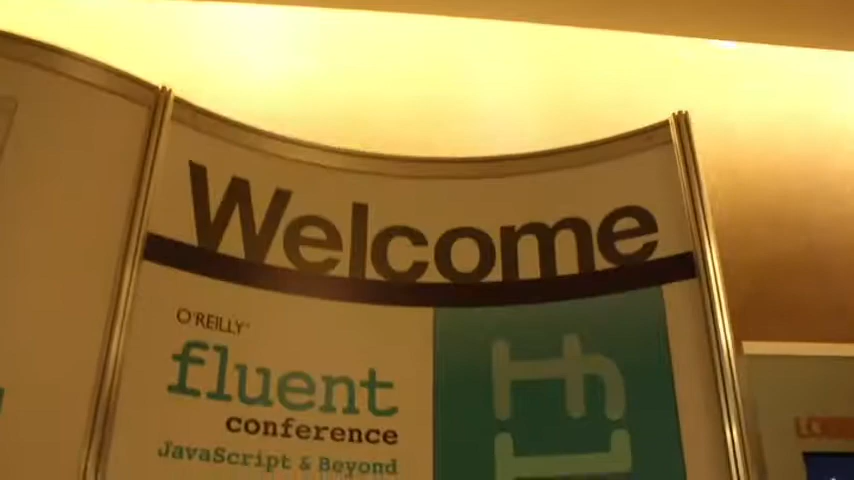 Welcome
O'REILLY
fluent
conference
JavaScript & Beyond